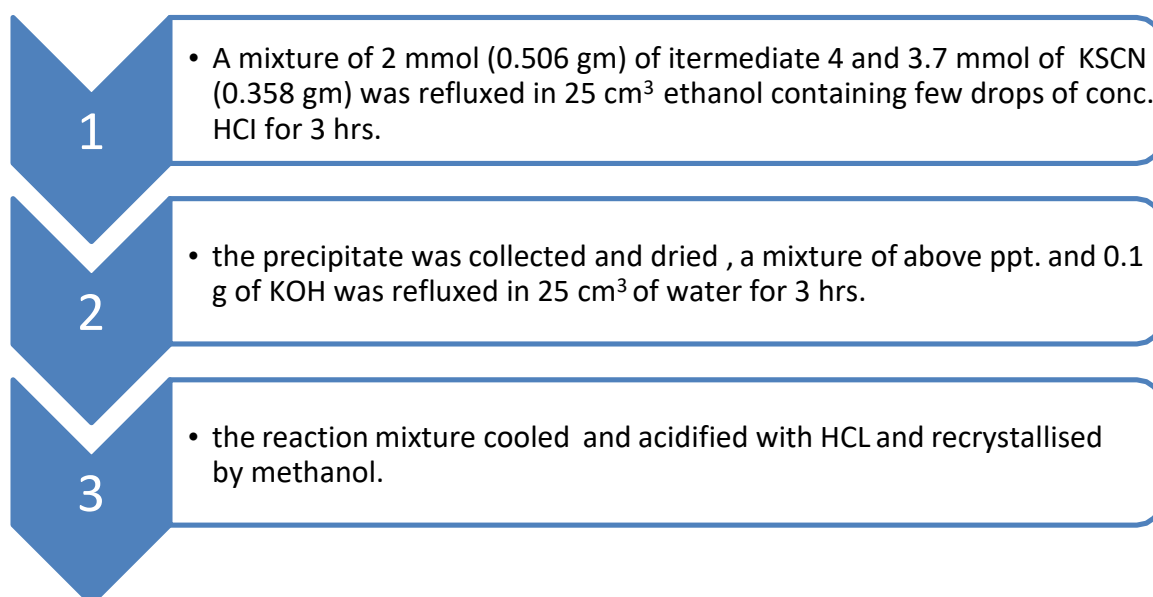 1
• A mixture of 2 mmol (0.506 gm) of itermediate 4 and 3.7 mmol of KSCN
(0.358 gm) was refluxed in 25 cm³ ethanol containing few drops of conc.
HCl for 3 hrs.
2
• the precipitate was collected and dried , a mixture of above ppt. and 0.1
g of KOH was refluxed in 25 cm³ of water for 3 hrs.
3
• the reaction mixture cooled and acidified with HCL and recrystallised
by methanol.